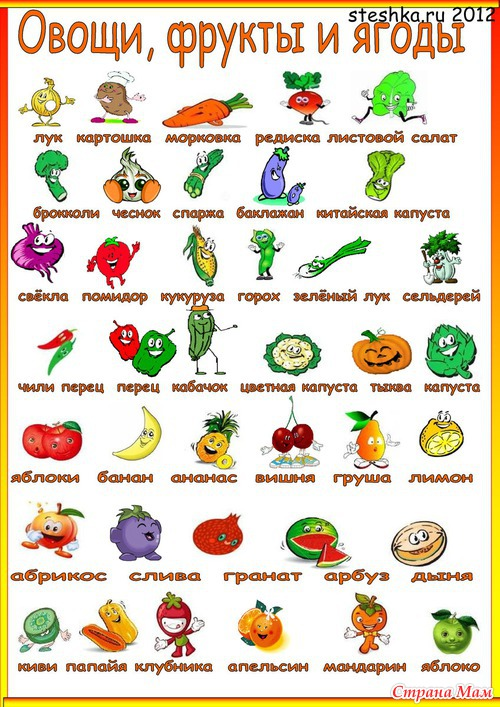 steshka.ru 2012
Овощи, фрукты и ягоды
лук картошка морковка редиска листовой салат
брокколи чеснок спаржа баклажан китайская капуста
свёкла помидор кукуруза горох зелёный лук сельдерей
чили перец перец кабачок цветная капуста тыква капуста
яблоки банан ананас вишня груша лимон
абрикос слива гранат арбуз дыня
киви папайя клубника апельсин мандарин яблоко
Страна Мам